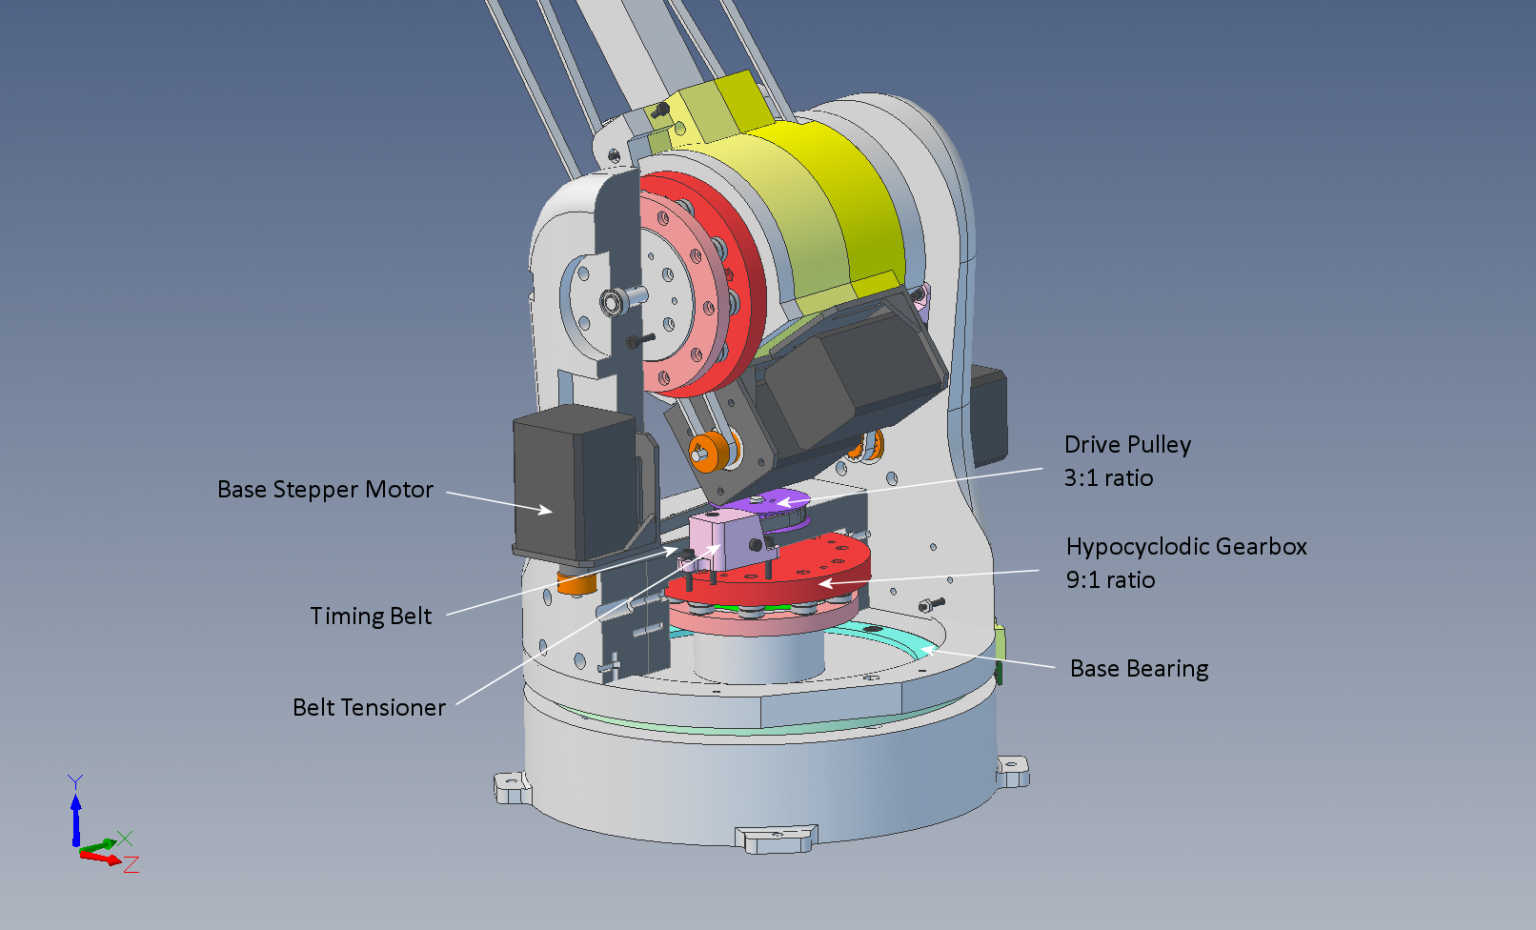 Drive Pulley
3:1 ratio
Base Stepper Motor
Hypocyclodic Gearbox
9:1 ratio
Timing Belt
Base Bearing
Belt Tensioner
Y
X
Z